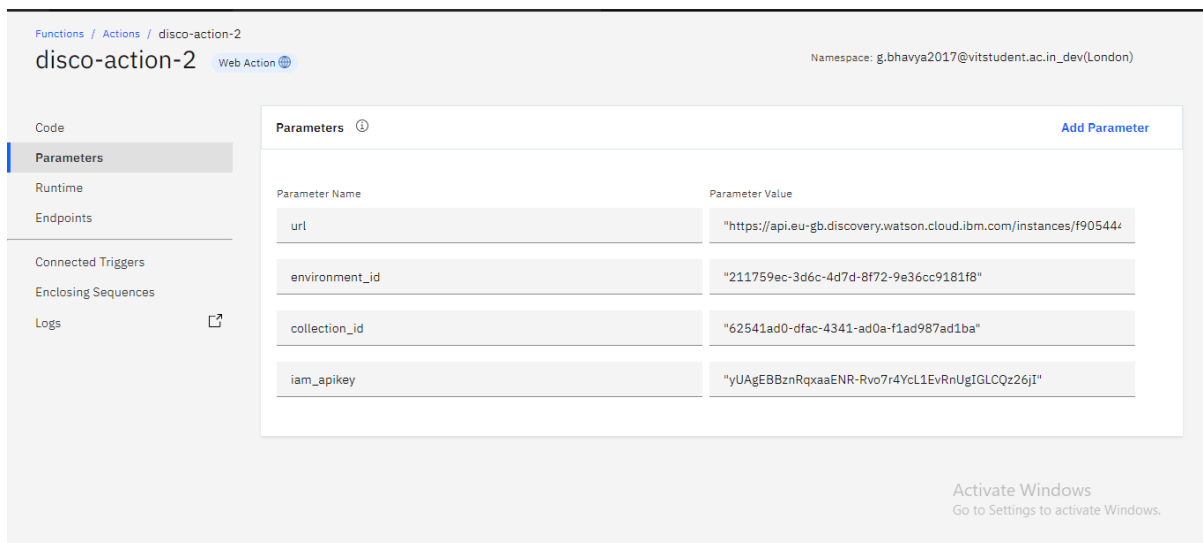 Functions / Actions / disco-action-2
disco-action-2 Web Action
Namespace: g.bhavya2017@vitstudent.ac.in_dev(London)
Code
Parameters
Runtime
Endpoints
Connected Triggers
Enclosing Sequences
Logs
Parameters Add Parameter
Parameter Name Parameter Value
url "https://api.eu-gb.discovery.watson.cloud.ibm.com/instances/f905444
environment_id "211759ec-3d6c-4d7d-8f72-9e36cc9181f8"
collection_id "62541ad0-dfac-4341-ad0a-f1ad987ad1ba"
iam_apikey "yUAgEBBznRqxaaENR-Rvo7r4YcL1EvRnUgIGLCQz26jI"
Activate Windows
Go to Settings to activate Windows.